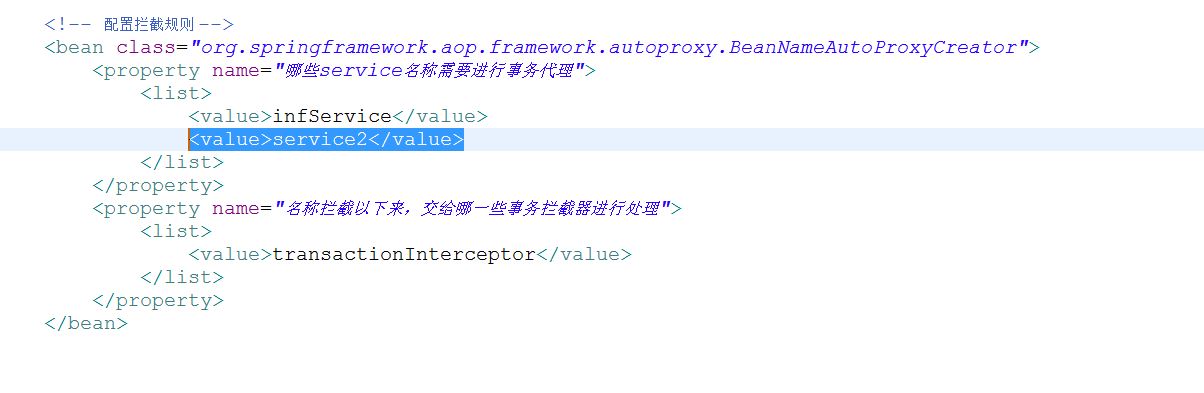 <!-- 配置拦截规则 -->
<bean class="org.springframework.aop.framework.autoproxy.BeanNameAutoProxyCreator">
<property name="哪些service名称需要进行事务代理">
<list>
<value>infService</value>
<value>service2</value>
</list>
</property>
<property name="名称拦截以下来，交给哪一些事务拦截器进行处理">
<list>
<value>transactionInterceptor</value>
</list>
</property>
</bean>